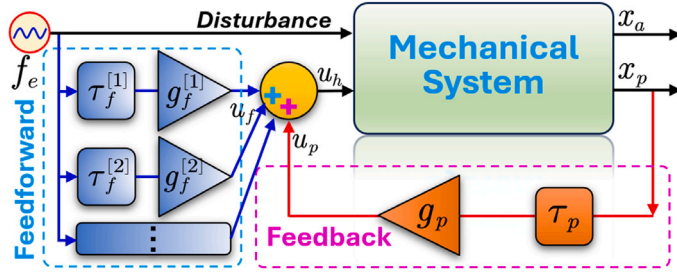 Disturbance
f_e
Mechanical
System
x_a
x_p
Feedforward
τ_f^[1]
g_f^[1]
u_f
u_h
+
+
u_p
τ_f^[2]
g_f^[2]
⋮
g_p
τ_p
Feedback